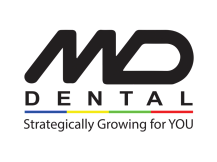 MD
DENTAL
Strategically Growing for YOU